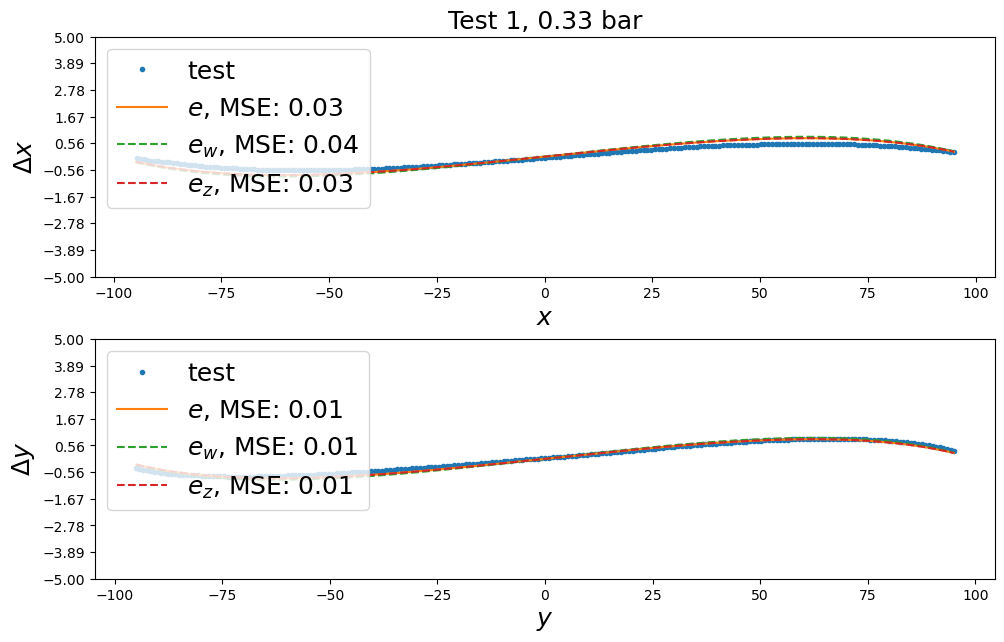 Test 1, 0.33 bar
5.00
3.89
2.78
1.67
0.56
−0.56
−1.67
−2.78
−3.89
−5.00
Δx
test
e, MSE: 0.03
e_w, MSE: 0.04
e_z, MSE: 0.03
−100 −75 −50 −25 0 25 50 75 100
x
5.00
3.89
2.78
1.67
0.56
−0.56
−1.67
−2.78
−3.89
−5.00
Δy
test
e, MSE: 0.01
e_w, MSE: 0.01
e_z, MSE: 0.01
−100 −75 −50 −25 0 25 50 75 100
y